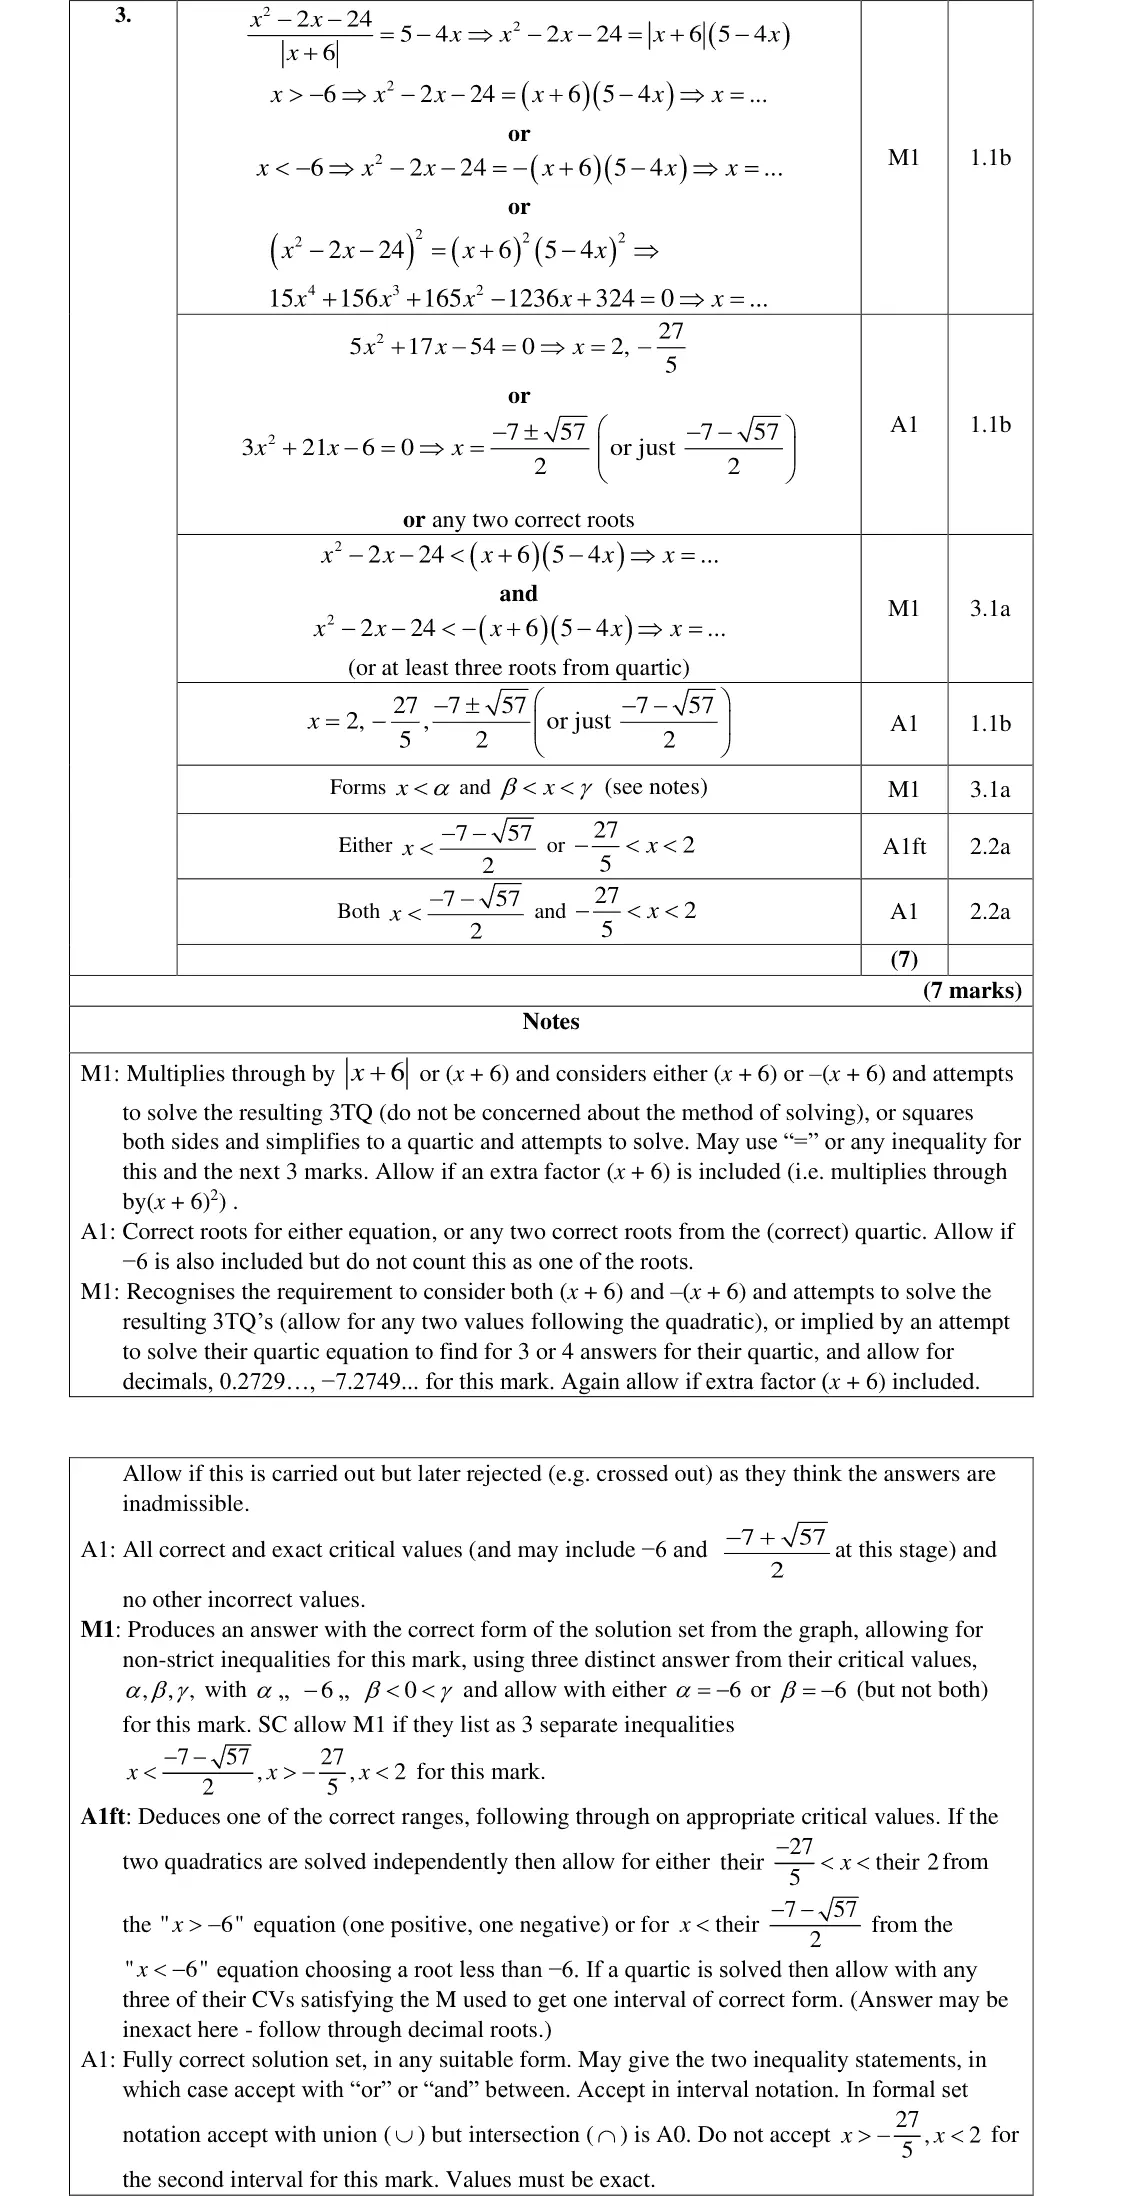 3.
(x² − 2x − 24)/|x + 6| = 5 − 4x ⇒ x² − 2x − 24 = |x + 6|(5 − 4x)
x > −6 ⇒ x² − 2x − 24 = (x + 6)(5 − 4x) ⇒ x = ...
or
x < −6 ⇒ x² − 2x − 24 = −(x + 6)(5 − 4x) ⇒ x = ...
or
(x² − 2x − 24)² = (x + 6)²(5 − 4x)² ⇒
15x⁴ + 156x³ + 165x² − 1236x + 324 = 0 ⇒ x = ...
M1 1.1b
5x² + 17x − 54 = 0 ⇒ x = 2, −27/5
or
3x² + 21x − 6 = 0 ⇒ x = (−7 ± √57)/2 (or just (−7 − √57)/2)
or any two correct roots
A1 1.1b
x² − 2x − 24 < (x + 6)(5 − 4x) ⇒ x = ...
and
x² − 2x − 24 < −(x + 6)(5 − 4x) ⇒ x = ...
(or at least three roots from quartic)
M1 3.1a
x = 2, −27/5, (−7 ± √57)/2 (or just (−7 − √57)/2)
A1 1.1b
Forms x < α and β < x < γ (see notes)
M1 3.1a
Either x < (−7 − √57)/2 or −27/5 < x < 2
A1ft 2.2a
Both x < (−7 − √57)/2 and −27/5 < x < 2
A1 2.2a
(7)
(7 marks)
Notes
M1: Multiplies through by |x + 6| or (x + 6) and considers either (x + 6) or –(x + 6) and attempts
to solve the resulting 3TQ (do not be concerned about the method of solving), or squares
both sides and simplifies to a quartic and attempts to solve. May use “=” or any inequality for
this and the next 3 marks. Allow if an extra factor (x + 6) is included (i.e. multiplies through
by(x + 6)²) .
A1: Correct roots for either equation, or any two correct roots from the (correct) quartic. Allow if
−6 is also included but do not count this as one of the roots.
M1: Recognises the requirement to consider both (x + 6) and –(x + 6) and attempts to solve the
resulting 3TQ’s (allow for any two values following the quadratic), or implied by an attempt
to solve their quartic equation to find for 3 or 4 answers for their quartic, and allow for
decimals, 0.2729…, −7.2749... for this mark. Again allow if extra factor (x + 6) included.
Allow if this is carried out but later rejected (e.g. crossed out) as they think the answers are
inadmissible.
A1: All correct and exact critical values (and may include −6 and (−7 + √57)/2 at this stage) and
no other incorrect values.
M1: Produces an answer with the correct form of the solution set from the graph, allowing for
non-strict inequalities for this mark, using three distinct answer from their critical values,
α, β, γ, with α „ −6 „ β < 0 < γ and allow with either α = −6 or β = −6 (but not both)
for this mark. SC allow M1 if they list as 3 separate inequalities
x < (−7 − √57)/2, x > −27/5, x < 2 for this mark.
A1ft: Deduces one of the correct ranges, following through on appropriate critical values. If the
two quadratics are solved independently then allow for either their −27/5 < x < their 2 from
the "x > −6" equation (one positive, one negative) or for x < their (−7 − √57)/2 from the
"x < −6" equation choosing a root less than −6. If a quartic is solved then allow with any
three of their CVs satisfying the M used to get one interval of correct form. (Answer may be
inexact here - follow through decimal roots.)
A1: Fully correct solution set, in any suitable form. May give the two inequality statements, in
which case accept with “or” or “and” between. Accept in interval notation. In formal set
notation accept with union (∪) but intersection (∩) is A0. Do not accept x > −27/5, x < 2 for
the second interval for this mark. Values must be exact.